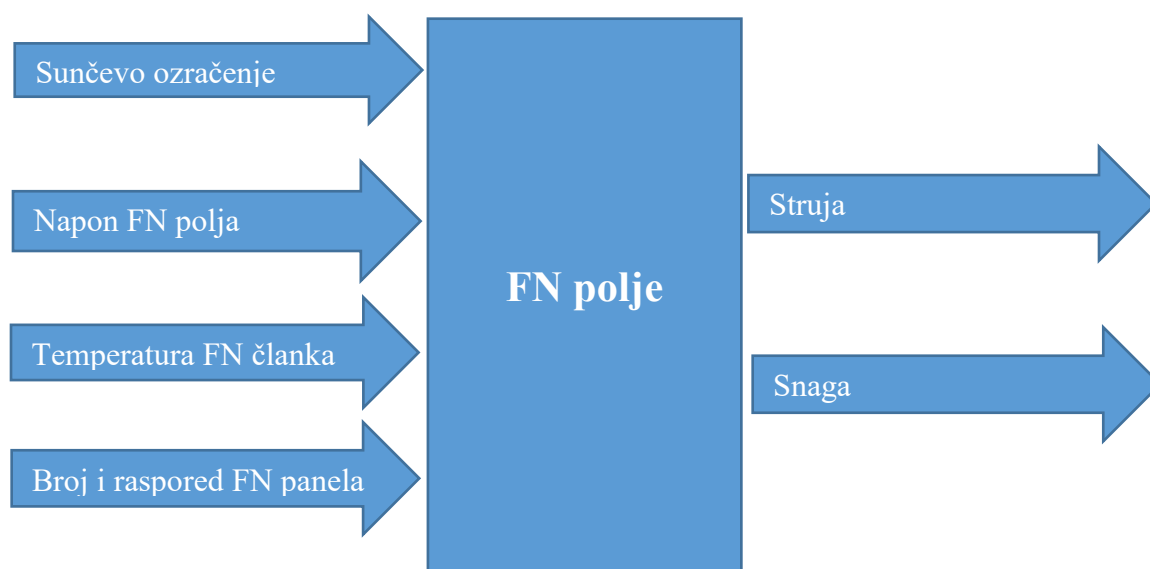 Sunčevo ozračenje
Napon FN polja
Temperatura FN članka
Broj i raspored FN panela
FN polje
Struja
Snaga